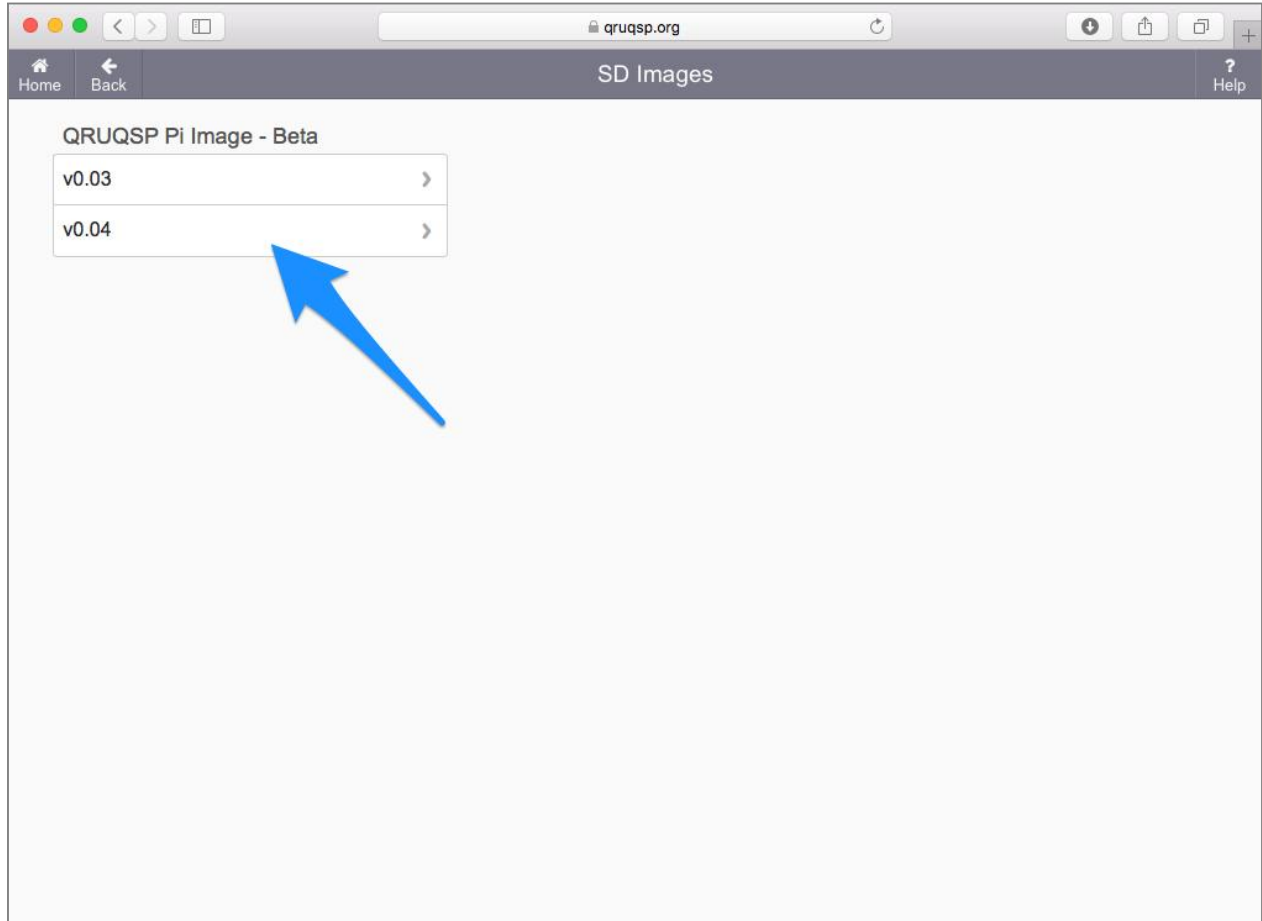 qruqsp.org
Home
Back
SD Images
?
Help
QRUQSP Pi Image - Beta
v0.03
v0.04